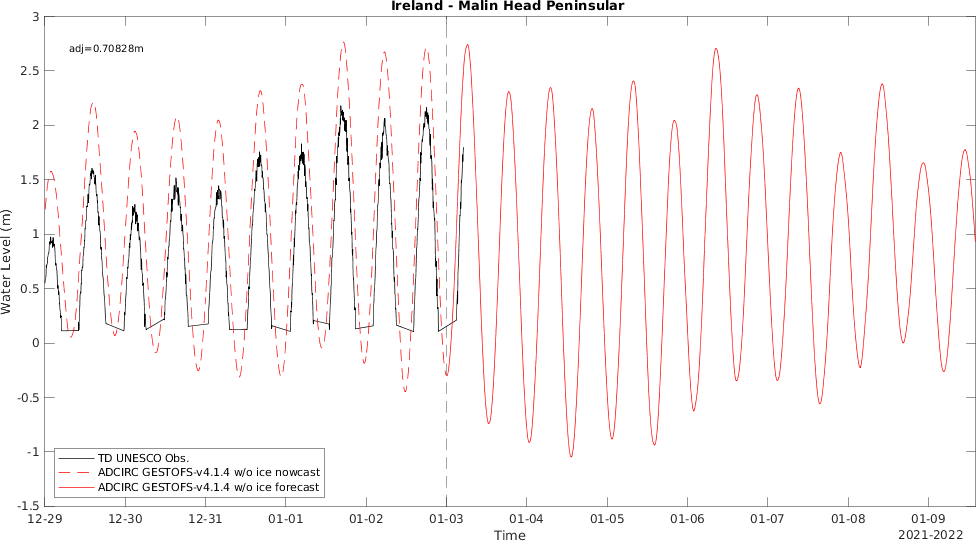 Ireland - Malin Head Peninsular
adj=0.70828m
3
2.5
2
1.5
1
0.5
0
-0.5
-1
-1.5
Water Level (m)
TD UNESCO Obs.
ADCIRC GESTOFS-v4.1.4 w/o ice nowcast
ADCIRC GESTOFS-v4.1.4 w/o ice forecast
12-29 12-30 12-31 01-01 01-02 01-03 01-04 01-05 01-06 01-07 01-08 01-09
Time
2021-2022